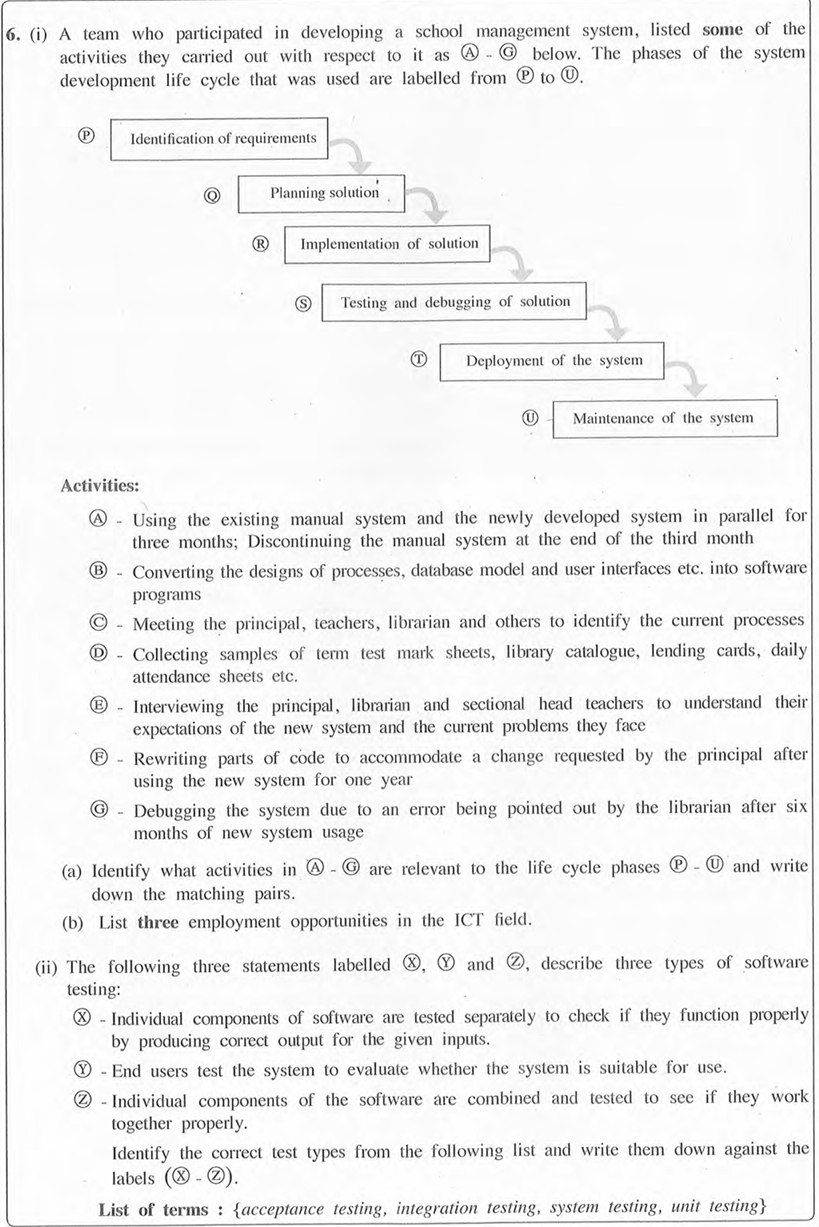 6. (i) A team who participated in developing a school management system, listed some of the
activities they carried out with respect to it as Ⓐ - Ⓖ below. The phases of the system
development life cycle that was used are labelled from Ⓟ to Ⓤ.
Ⓟ Identification of requirements
Ⓠ Planning solution
Ⓡ Implementation of solution
Ⓢ Testing and debugging of solution
Ⓣ Deployment of the system
Ⓤ Maintenance of the system
Activities:
Ⓐ - Using the existing manual system and the newly developed system in parallel for
three months; Discontinuing the manual system at the end of the third month
Ⓑ - Converting the designs of processes, database model and user interfaces etc. into software
programs
Ⓒ - Meeting the principal, teachers, librarian and others to identify the current processes
Ⓓ - Collecting samples of term test mark sheets, library catalogue, lending cards, daily
attendance sheets etc.
Ⓔ - Interviewing the principal, librarian and sectional head teachers to understand their
expectations of the new system and the current problems they face
Ⓕ - Rewriting parts of code to accommodate a change requested by the principal after
using the new system for one year
Ⓖ - Debugging the system due to an error being pointed out by the librarian after six
months of new system usage
(a) Identify what activities in Ⓐ - Ⓖ are relevant to the life cycle phases Ⓟ - Ⓤ and write
down the matching pairs.
(b) List three employment opportunities in the ICT field.
(ii) The following three statements labelled Ⓧ, Ⓨ and Ⓩ, describe three types of software
testing:
Ⓧ - Individual components of software are tested separately to check if they function properly
by producing correct output for the given inputs.
Ⓨ - End users test the system to evaluate whether the system is suitable for use.
Ⓩ - Individual components of the software are combined and tested to see if they work
together properly.
Identify the correct test types from the following list and write them down against the
labels (Ⓧ - Ⓩ).
List of terms : {acceptance testing, integration testing, system testing, unit testing}